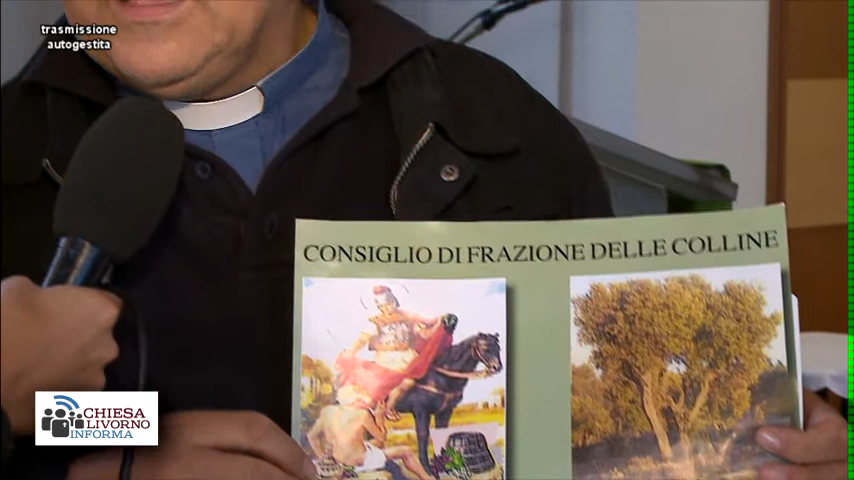 trasmissione
autogestita
CONSIGLIO DI FRAZIONE DELLE COLLINE
CHIESA
LIVORNO
INFORMA